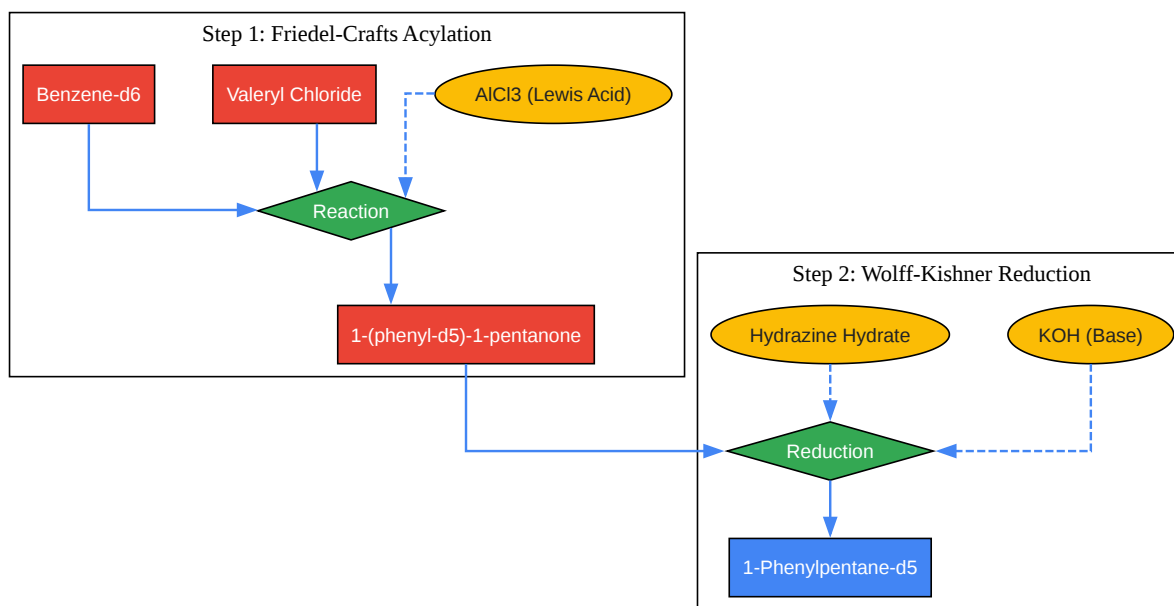 Step 1: Friedel-Crafts Acylation
Benzene-d6
Valeryl Chloride
AlCl3 (Lewis Acid)
Reaction
1-(phenyl-d5)-1-pentanone
Step 2: Wolff-Kishner Reduction
Hydrazine Hydrate
KOH (Base)
Reduction
1-Phenylpentane-d5